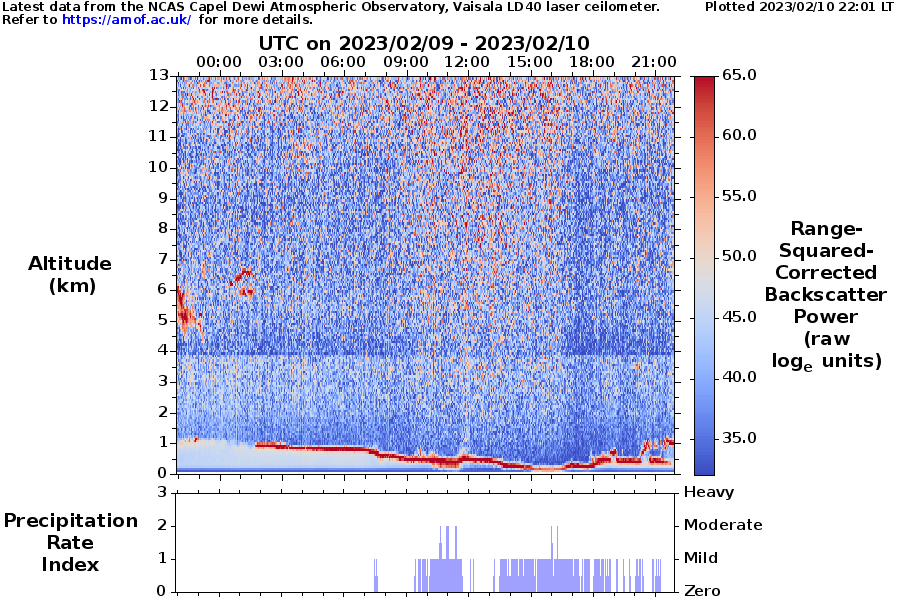 Latest data from the NCAS Capel Dewi Atmospheric Observatory, Vaisala LD40 laser ceilometer. Plotted 2023/02/10 22:01 LT
Refer to https://amof.ac.uk/ for more details.
UTC on 2023/02/09 - 2023/02/10
00:00 03:00 06:00 09:00 12:00 15:00 18:00 21:00
13
12
11
10
9
8
7
6
5
4
3
2
1
0
Altitude
(km)
65.0
60.0
55.0
50.0
45.0
40.0
35.0
Range-
Squared-
Corrected
Backscatter
Power
(raw
loge units)
3
2
1
0
Precipitation
Rate
Index
Heavy
Moderate
Mild
Zero